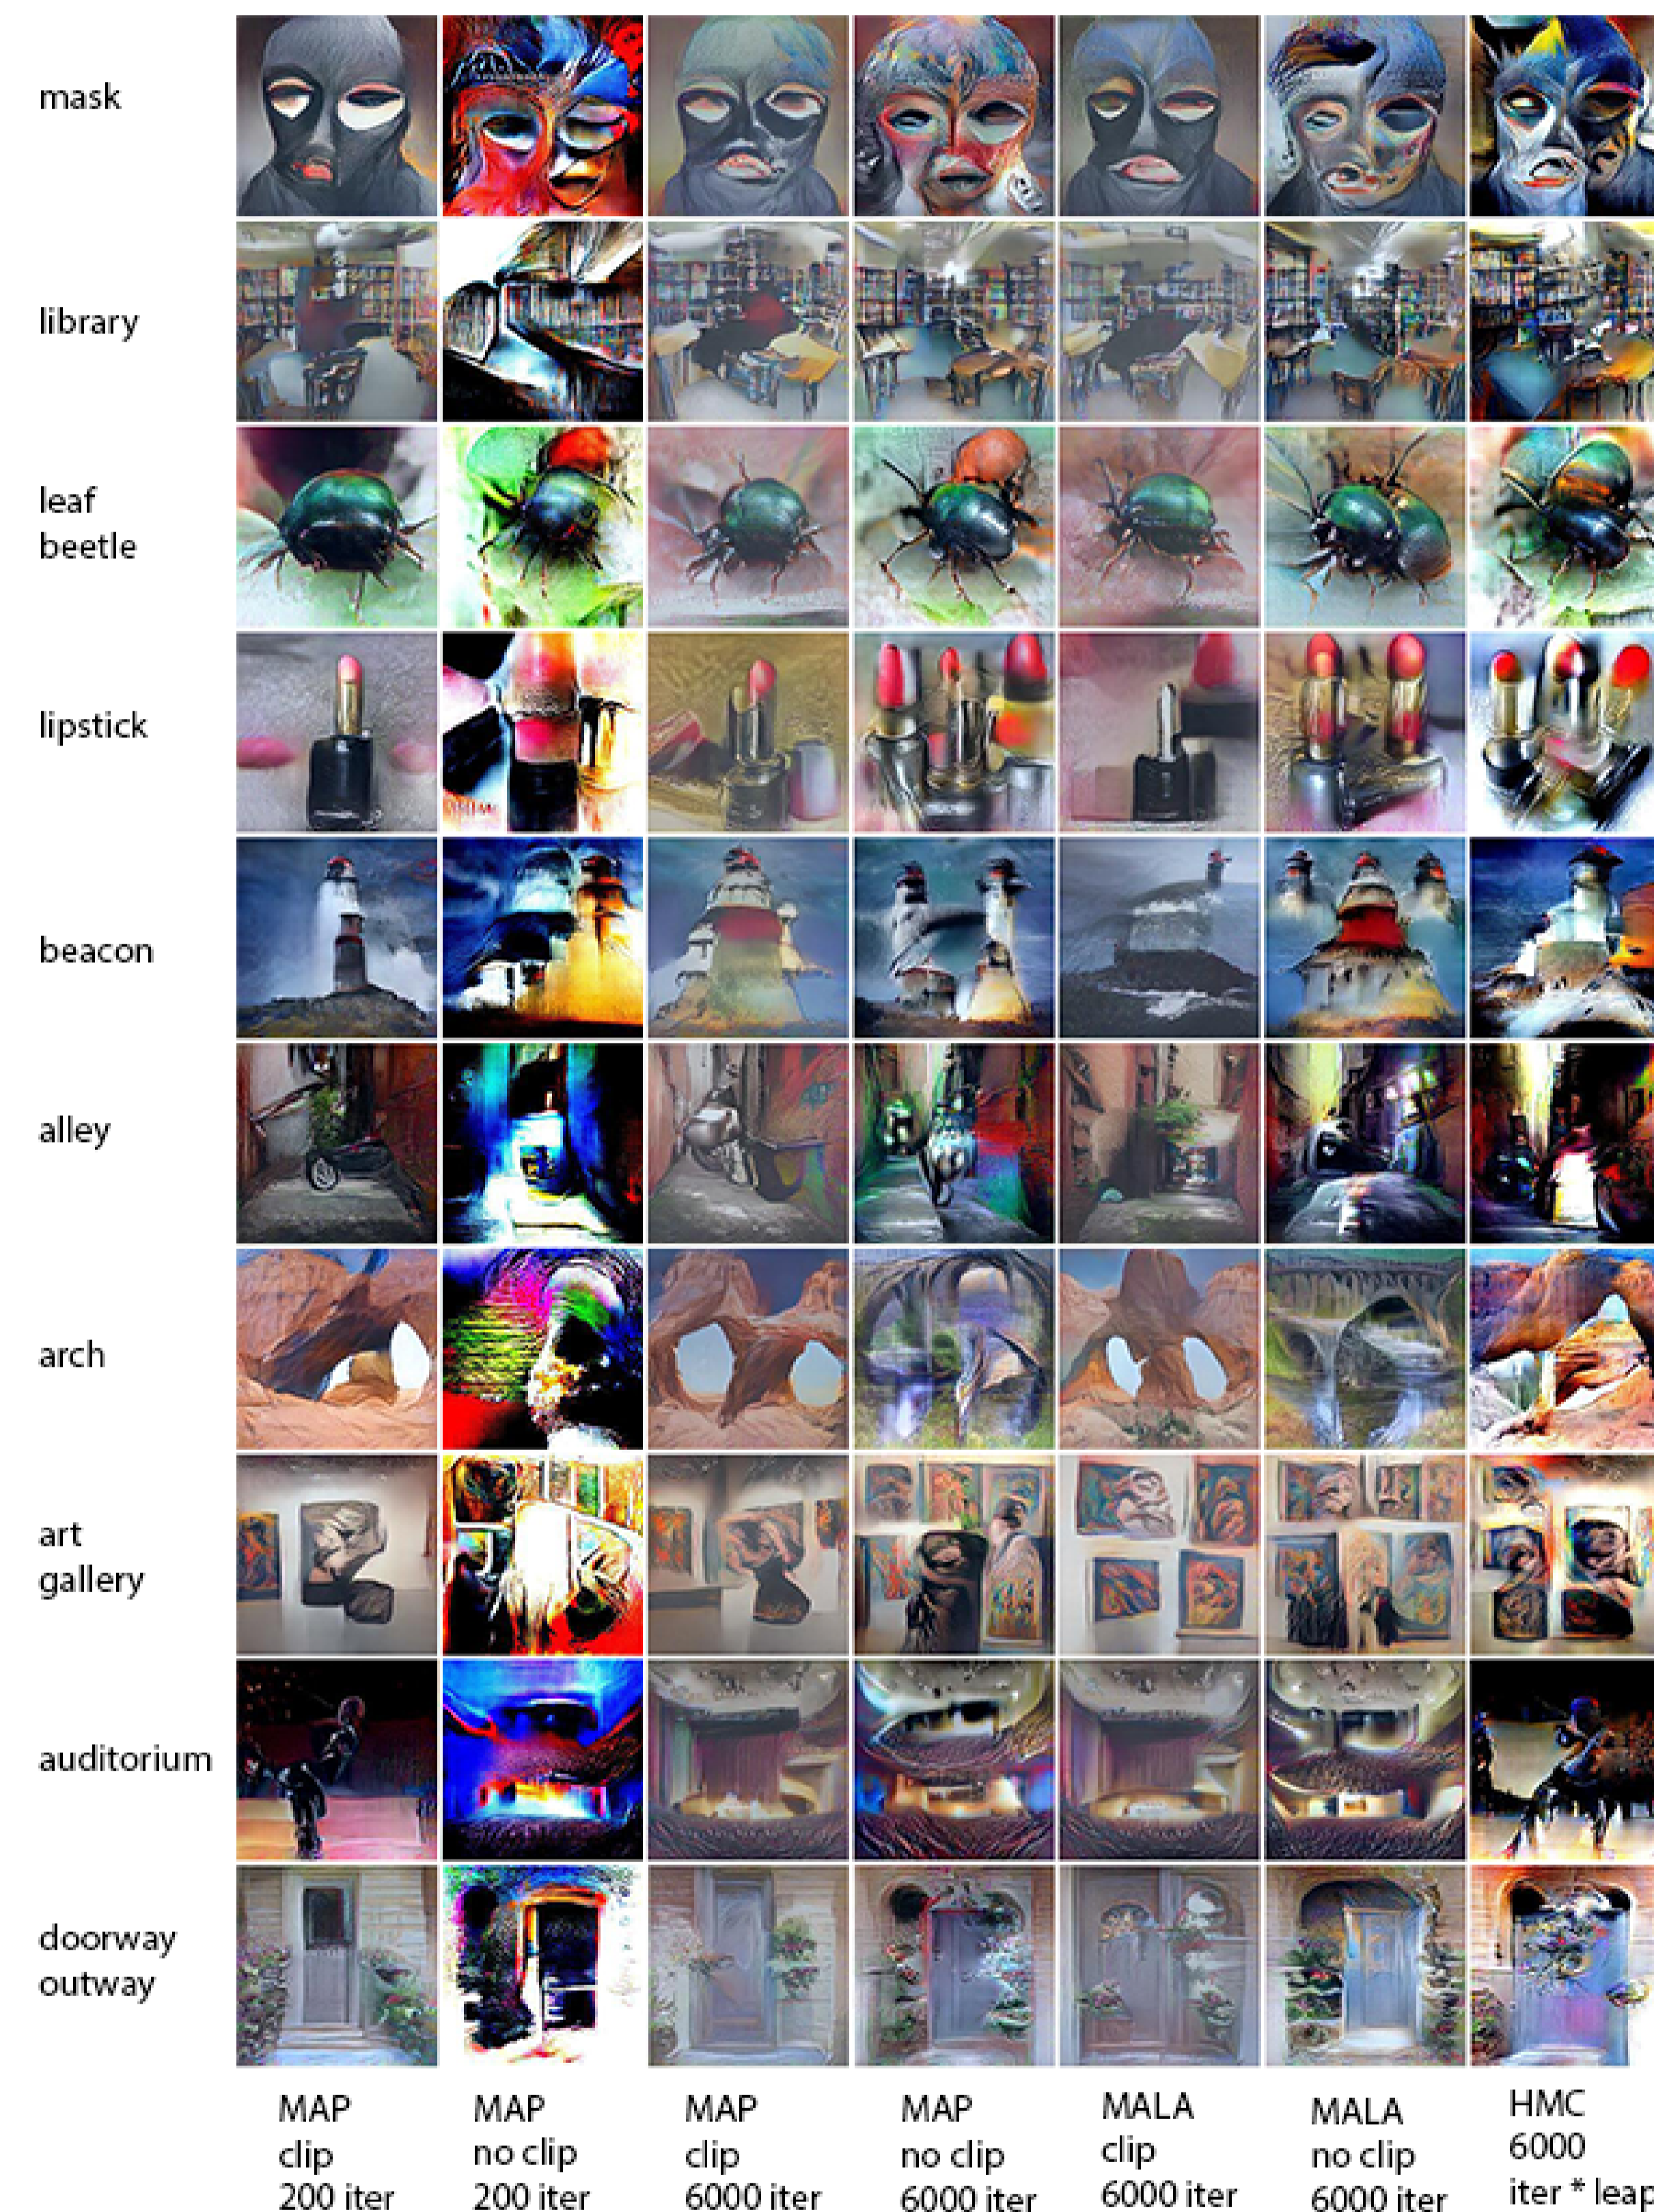 mask
library
leaf
beetle
lipstick
beacon
alley
arch
art
gallery
auditorium
doorway
outway
MAP
clip
200 iter
MAP
no clip
200 iter
MAP
clip
6000 iter
MAP
no clip
6000 iter
MALA
clip
6000 iter
MALA
no clip
6000 iter
HMC
6000
iter * leap